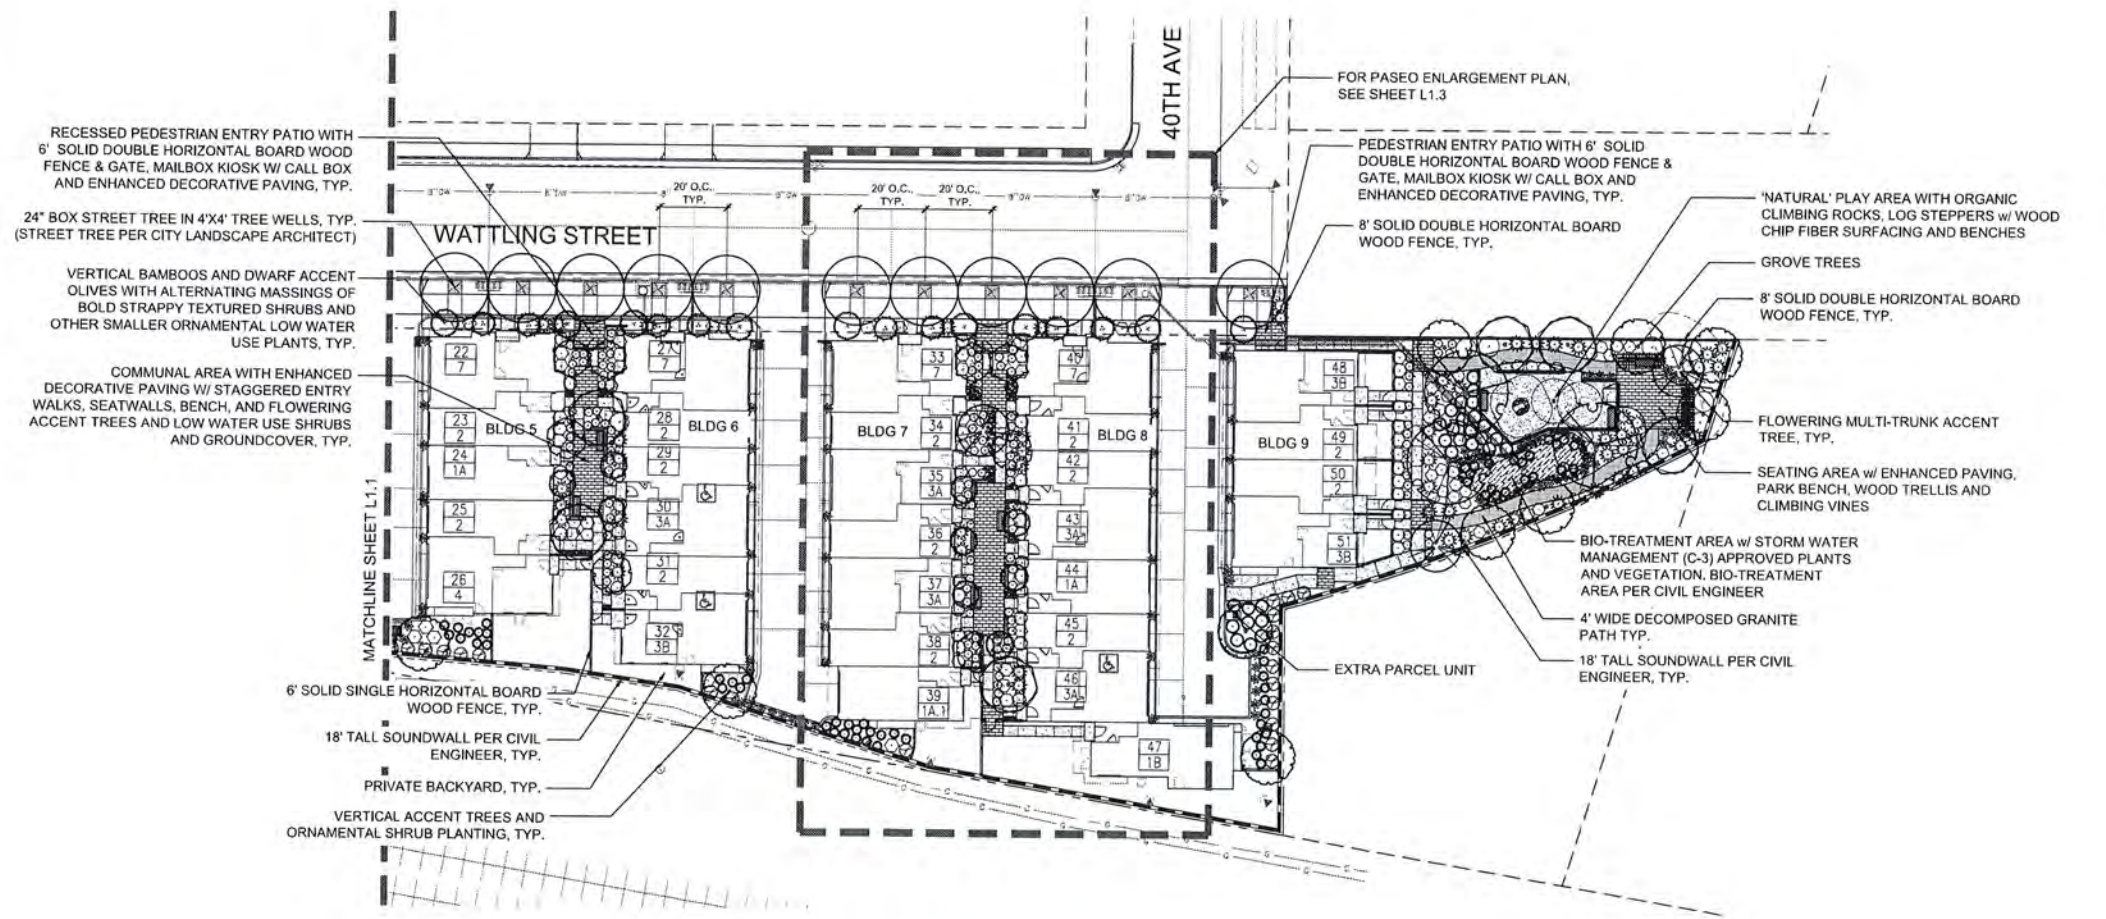 40TH AVE
FOR PASEO ENLARGEMENT PLAN,
SEE SHEET L1.3
RECESSED PEDESTRIAN ENTRY PATIO WITH
6' SOLID DOUBLE HORIZONTAL BOARD WOOD
FENCE & GATE, MAILBOX KIOSK W/ CALL BOX
AND ENHANCED DECORATIVE PAVING, TYP.
24" BOX STREET TREE IN 4'X4' TREE WELLS, TYP.
(STREET TREE PER CITY LANDSCAPE ARCHITECT)
VERTICAL BAMBOOS AND DWARF ACCENT
OLIVES WITH ALTERNATING MASSINGS OF
BOLD STRAPPY TEXTURED SHRUBS AND
OTHER SMALLER ORNAMENTAL LOW WATER
USE PLANTS, TYP.
COMMUNAL AREA WITH ENHANCED
DECORATIVE PAVING W/ STAGGERED ENTRY
WALKS, SEATWALLS, BENCH, AND FLOWERING
ACCENT TREES AND LOW WATER USE SHRUBS
AND GROUNDCOVER, TYP.
MATCHLINE SHEET L1.1
6' SOLID SINGLE HORIZONTAL BOARD
WOOD FENCE, TYP.
18' TALL SOUNDWALL PER CIVIL
ENGINEER, TYP.
PRIVATE BACKYARD, TYP.
VERTICAL ACCENT TREES AND
ORNAMENTAL SHRUB PLANTING, TYP.
WATTLING STREET
20' O.C.,
TYP.
20' O.C.,
TYP.
20' O.C.,
TYP.
22
7
23
2
24
1A
25
2
26
4
BLDG 5
27
7
28
2
29
2
30
3A
31
2
32
3B
BLDG 6
BLDG 7
33
7
34
2
35
3A
36
2
37
3A
38
2
39
1A.1
40
7
41
2
42
2
43
3A
44
1A
45
2
46
3A
47
1B
BLDG 8
BLDG 9
48
3B
49
2
50
2
51
3B
PEDESTRIAN ENTRY PATIO WITH 6' SOLID
DOUBLE HORIZONTAL BOARD WOOD FENCE &
GATE, MAILBOX KIOSK W/ CALL BOX AND
ENHANCED DECORATIVE PAVING, TYP.
8' SOLID DOUBLE HORIZONTAL BOARD
WOOD FENCE, TYP.
'NATURAL' PLAY AREA WITH ORGANIC
CLIMBING ROCKS, LOG STEPPERS w/ WOOD
CHIP FIBER SURFACING AND BENCHES
GROVE TREES
8' SOLID DOUBLE HORIZONTAL BOARD
WOOD FENCE, TYP.
FLOWERING MULTI-TRUNK ACCENT
TREE, TYP.
SEATING AREA w/ ENHANCED PAVING,
PARK BENCH, WOOD TRELLIS AND
CLIMBING VINES
BIO-TREATMENT AREA w/ STORM WATER
MANAGEMENT (C-3) APPROVED PLANTS
AND VEGETATION. BIO-TREATMENT
AREA PER CIVIL ENGINEER
4' WIDE DECOMPOSED GRANITE
PATH TYP.
18' TALL SOUNDWALL PER CIVIL
ENGINEER, TYP.
EXTRA PARCEL UNIT